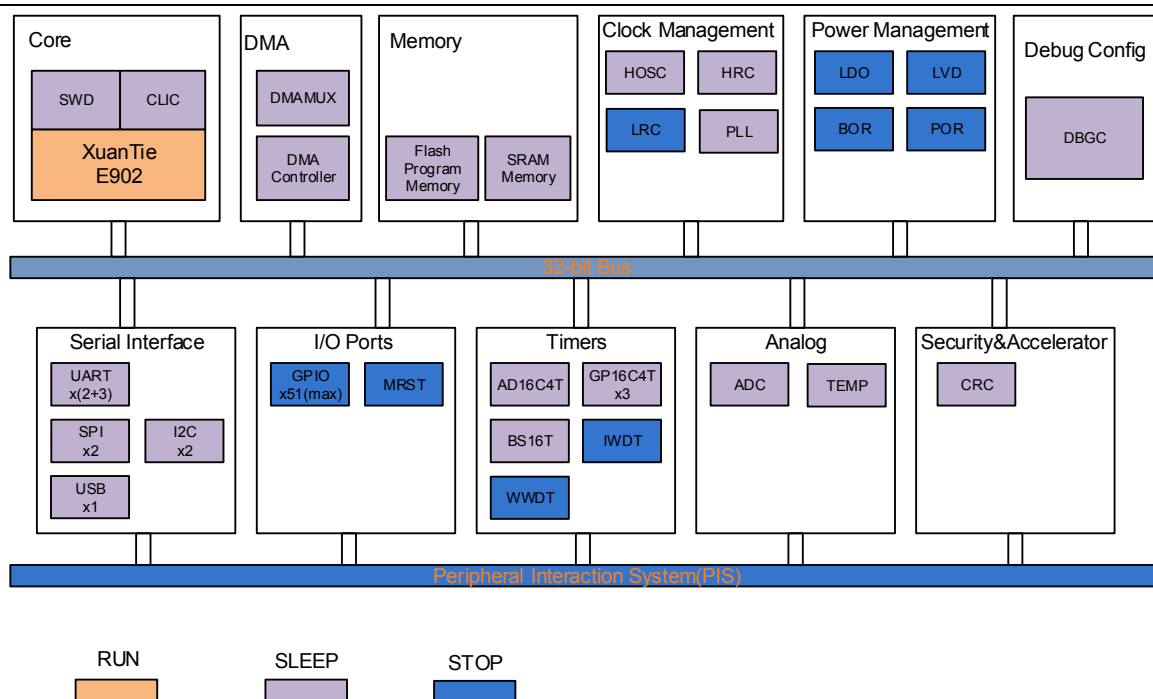 Core
DMA
Memory
Clock Management
Power Management
Debug Config
SWD
CLIC
XuanTie
E902
DMAMUX
DMA
Controller
Flash
Program
Memory
SRAM
Memory
HOSC
HRC
LRC
PLL
LDO
LVD
BOR
POR
DBGC
32-bit Bus
Serial Interface
I/O Ports
Timers
Analog
Security&Accelerator
UART
x(2+3)
SPI
x2
I2C
x2
USB
x1
GPIO
x51(max)
MRST
AD16C4T
GP16C4T
x3
BS16T
IWDT
WWDT
ADC
TEMP
CRC
Peripheral Interaction System(PIS)
RUN
SLEEP
STOP